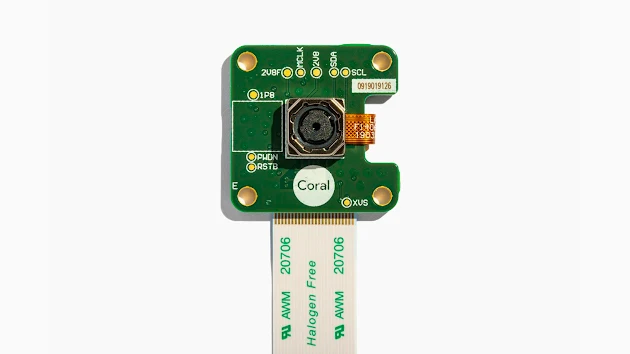 MCLK
2V8
SDA
2V8F
SCL
0919019126
1P8
PWDN
RSTB
Coral
E
XVS
AWM 20706
Halogen Free
AWM 20706